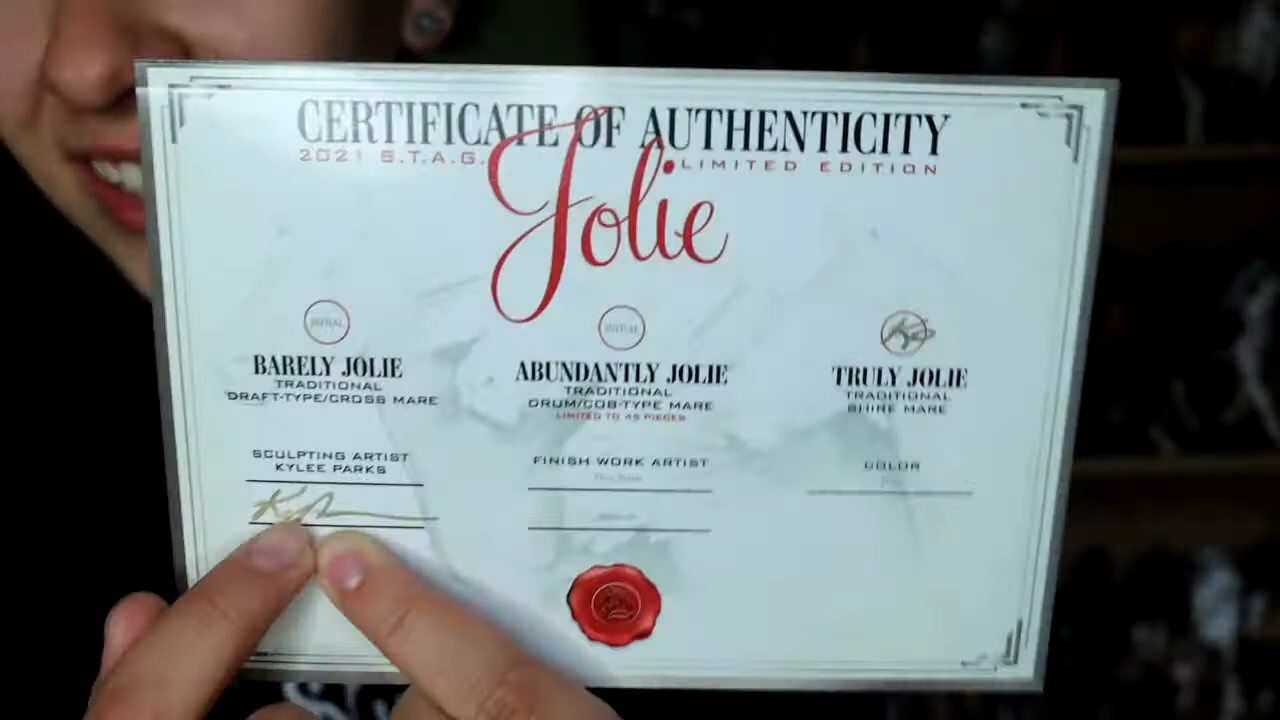 CERTIFICATE OF AUTHENTICITY
2021 S.T.A.G. LIMITED EDITION
Jolie
INITIAL
INITIAL
BARELY JOLIE
TRADITIONAL
DRAFT-TYPE/CROSS MARE
ABUNDANTLY JOLIE
TRADITIONAL
DRUM/COB-TYPE MARE
LIMITED TO 45 PIECES
TRULY JOLIE
TRADITIONAL
SHIRE MARE
SCULPTING ARTIST
KYLEE PARKS
FINISH WORK ARTIST
COLOR